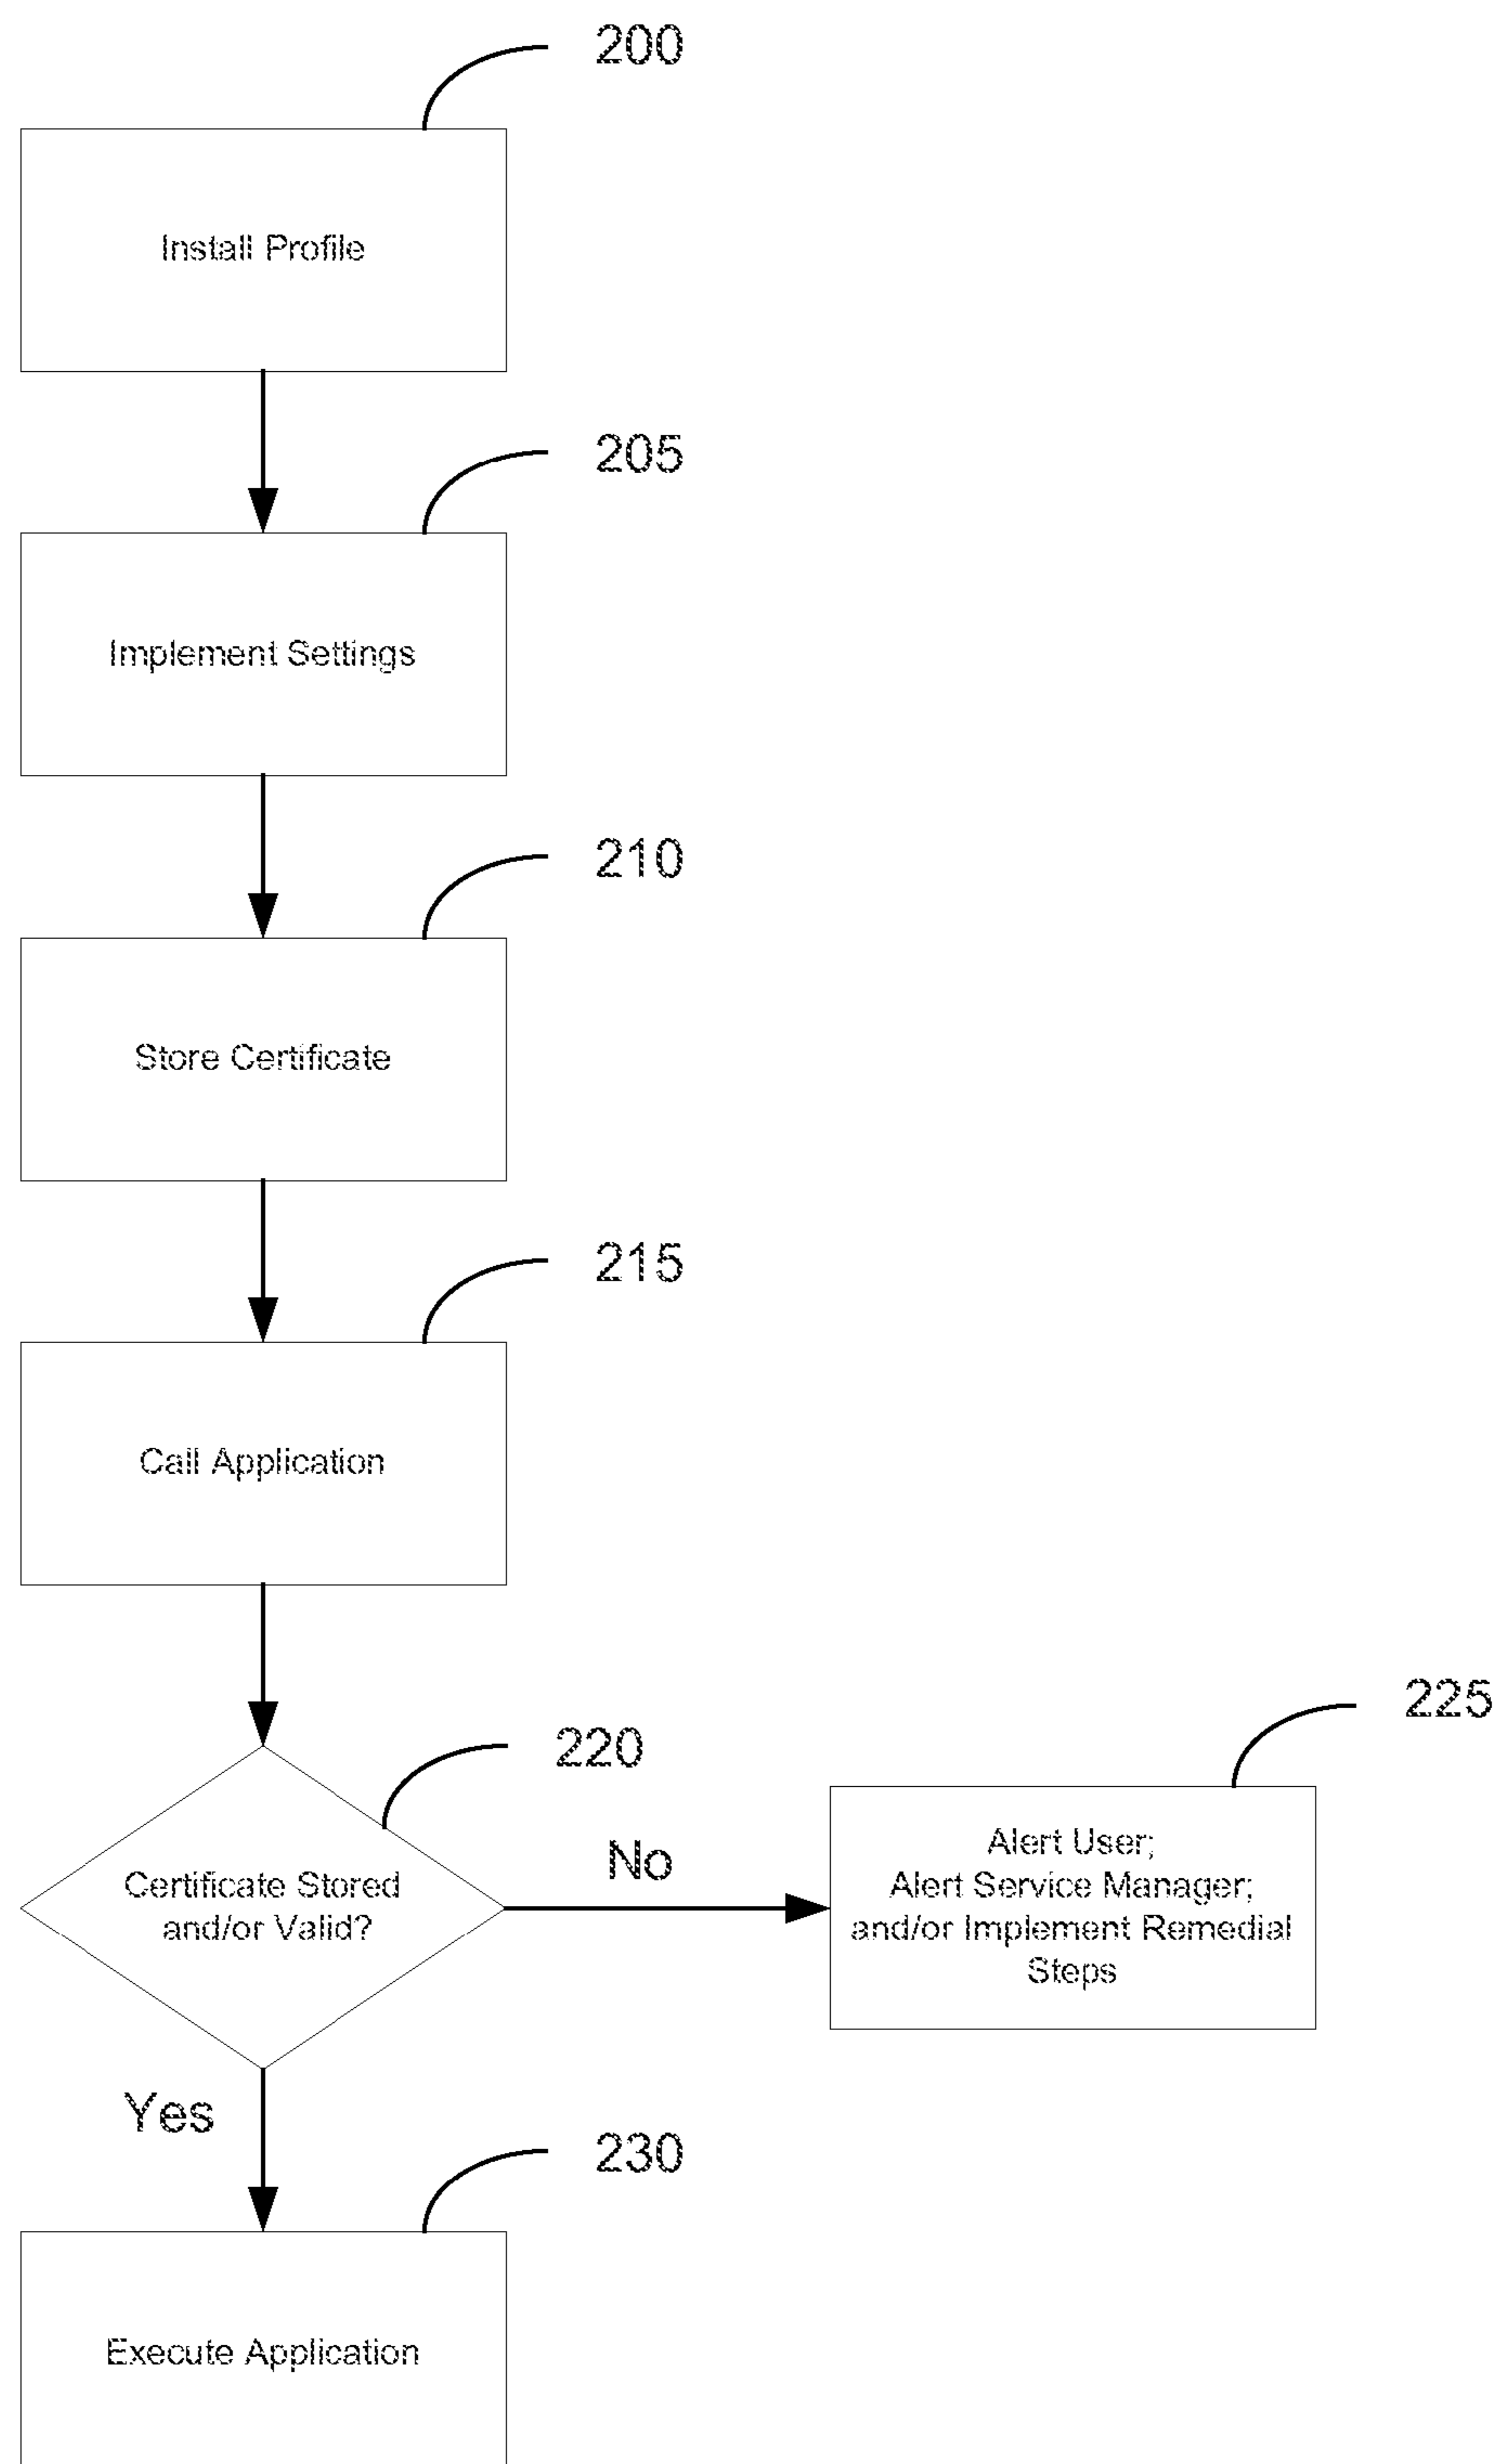 200
Install Profile
205
Implement Settings
210
Store Certificate
215
Call Application
220
Certificate Stored
and/or Valid?
No
225
Alert User;
Alert Service Manager;
and/or Implement Remedial
Steps
Yes
230
Execute Application